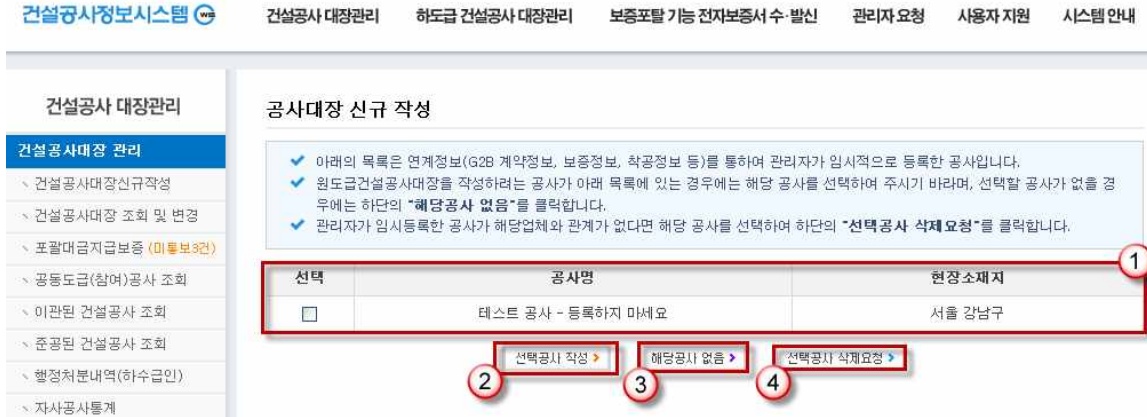 건설공사정보시스템 WIS
건설공사 대장관리 하도급 건설공사 대장관리 보증포탈 기능 전자보증서 수·발신 관리자 요청 사용자 지원 시스템 안내
건설공사 대장관리
건설공사대장 관리
건설공사대장신규작성
건설공사대장 조회 및 변경
포괄대금지급보증 (미통보3건)
공동도급(참여)공사 조회
이관된 건설공사 조회
준공된 건설공사 조회
행정처분내역(하수급인)
자사공사통계
공사대장 신규 작성
아래의 목록은 연계정보(G2B 계약정보, 보증정보, 착공정보 등)를 통하여 관리자가 임시적으로 등록한 공사입니다.
원도급건설공사대장을 작성하려는 공사가 아래 목록에 있는 경우에는 해당 공사를 선택하여 주시기 바라며, 선택할 공사가 없을 경
우에는 하단의 "해당공사 없음"를 클릭합니다.
관리자가 임시등록한 공사가 해당업체와 관계가 없다면 해당 공사를 선택하여 하단의 "선택공사 삭제요청"를 클릭합니다.
1
선택 공사명 현장소재지
테스트 공사 - 등록하지 마세요 서울 강남구
선택공사 작성 해당공사 없음 선택공사 삭제요청
2 3 4